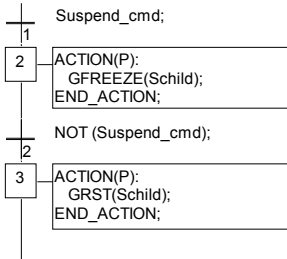 Suspend_cmd;
1
2
ACTION(P):
GFREEZE(Schild);
END_ACTION;
NOT (Suspend_cmd);
2
3
ACTION(P):
GRST(Schild);
END_ACTION;